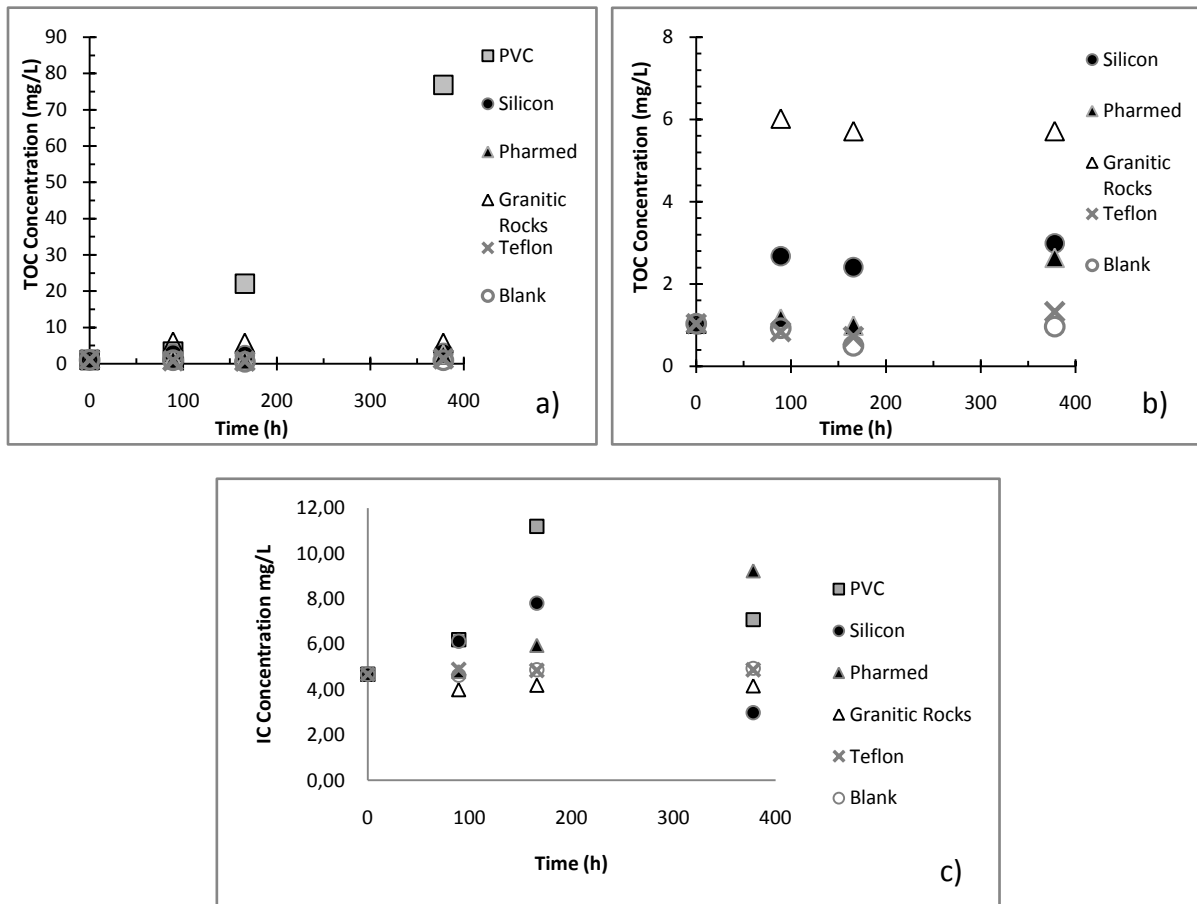 90
80
70
60
50
40
30
20
10
0
TOC Concentration (mg/L)
0 100 200 300 400
Time (h)
PVC
Silicon
Pharmed
Granitic
Rocks
Teflon
Blank
a)
8
6
4
2
0
TOC Concentration (mg/L)
0 100 200 300 400
Time (h)
Silicon
Pharmed
Granitic
Rocks
Teflon
Blank
b)
12,00
10,00
8,00
6,00
4,00
2,00
0,00
IC Concentration mg/L
0 100 200 300 400
Time (h)
PVC
Silicon
Pharmed
Granitic Rocks
Teflon
Blank
c)